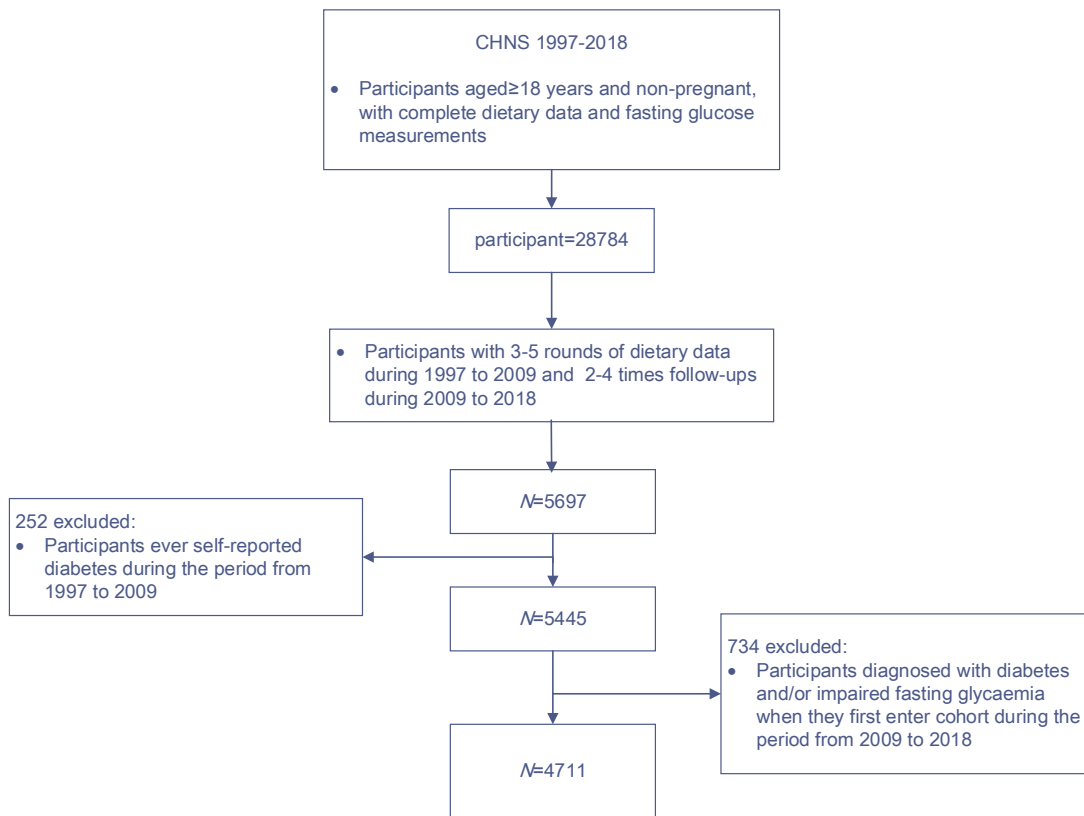 CHNS 1997-2018
• Participants aged≥18 years and non-pregnant,
with complete dietary data and fasting glucose
measurements
participant=28784
• Participants with 3-5 rounds of dietary data
during 1997 to 2009 and 2-4 times follow-ups
during 2009 to 2018
N=5697
252 excluded:
• Participants ever self-reported
diabetes during the period from
1997 to 2009
N=5445
734 excluded:
• Participants diagnosed with diabetes
and/or impaired fasting glycaemia
when they first enter cohort during the
period from 2009 to 2018
N=4711